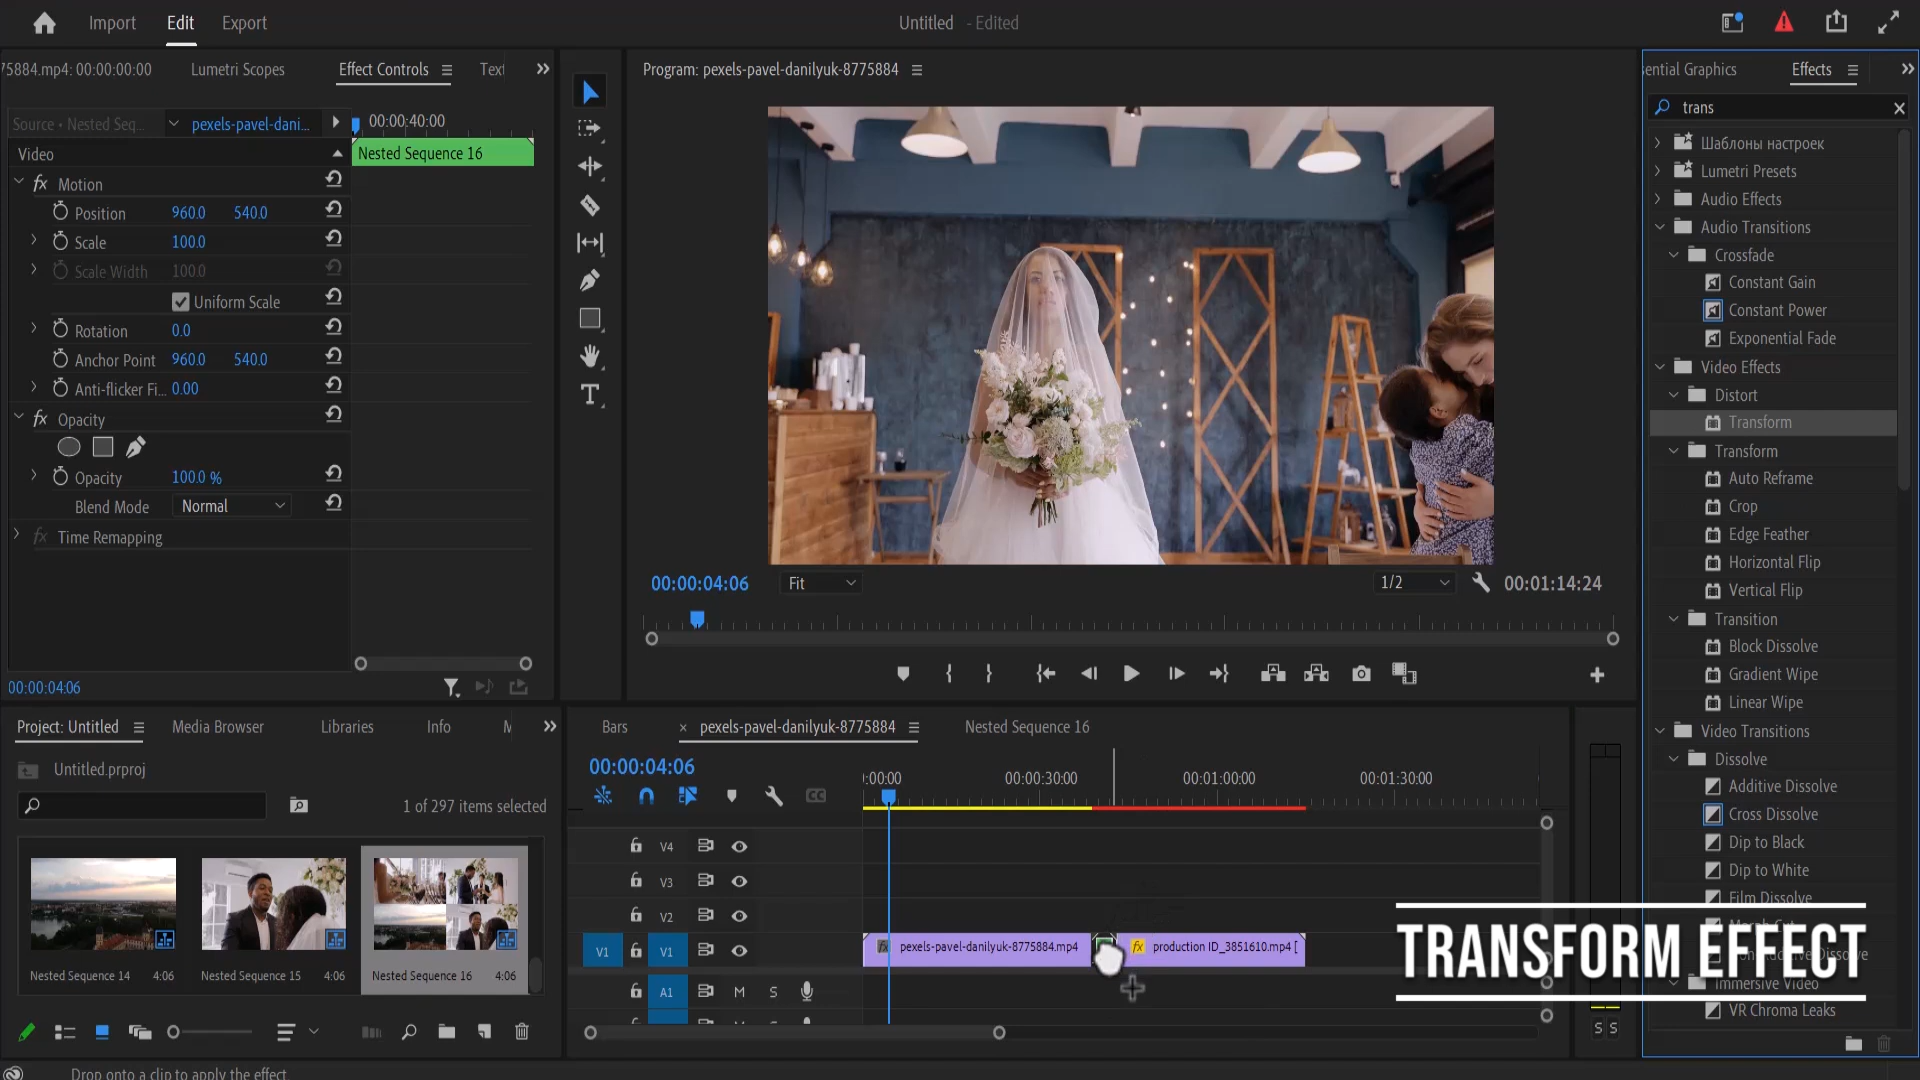 Import
Edit
Export
Untitled - Edited
75884.mp4: 00:00:00:00
Lumetri Scopes
Effect Controls
Text
Source • Nested Seq...
pexels-pavel-dani...
00:00:40:00
Video
Nested Sequence 16
fx Motion
Position 960.0 540.0
Scale 100.0
Scale Width 100.0
Uniform Scale
Rotation 0.0
Anchor Point 960.0 540.0
Anti-flicker Fi... 0.00
fx Opacity
Opacity 100.0 %
Blend Mode Normal
fx Time Remapping
00:00:04:06
Program: pexels-pavel-danilyuk-8775884
00:00:04:06
Fit
1/2
00:01:14:24
Project: Untitled
Media Browser
Libraries
Info
M
Untitled.prproj
1 of 297 items selected
Nested Sequence 14 4:06
Nested Sequence 15 4:06
Nested Sequence 16 4:06
Drop onto a clip to apply the effect.
Bars
× pexels-pavel-danilyuk-8775884
Nested Sequence 16
00:00:04:06
:00:00
00:00:30:00
00:01:00:00
00:01:30:00
CC
V4
V3
V2
V1 V1
fx pexels-pavel-danilyuk-8775884.mp4
fx production ID_3851610.mp4 [
A1 M S
S S
ential Graphics
Effects
trans
Шаблоны настроек
Lumetri Presets
Audio Effects
Audio Transitions
Crossfade
Constant Gain
Constant Power
Exponential Fade
Video Effects
Distort
Transform
Transform
Auto Reframe
Crop
Edge Feather
Horizontal Flip
Vertical Flip
Transition
Block Dissolve
Gradient Wipe
Linear Wipe
Video Transitions
Dissolve
Additive Dissolve
Cross Dissolve
Dip to Black
Dip to White
Film Dissolve
TRANSFORM EFFECT
Immersive Video
VR Chroma Leaks